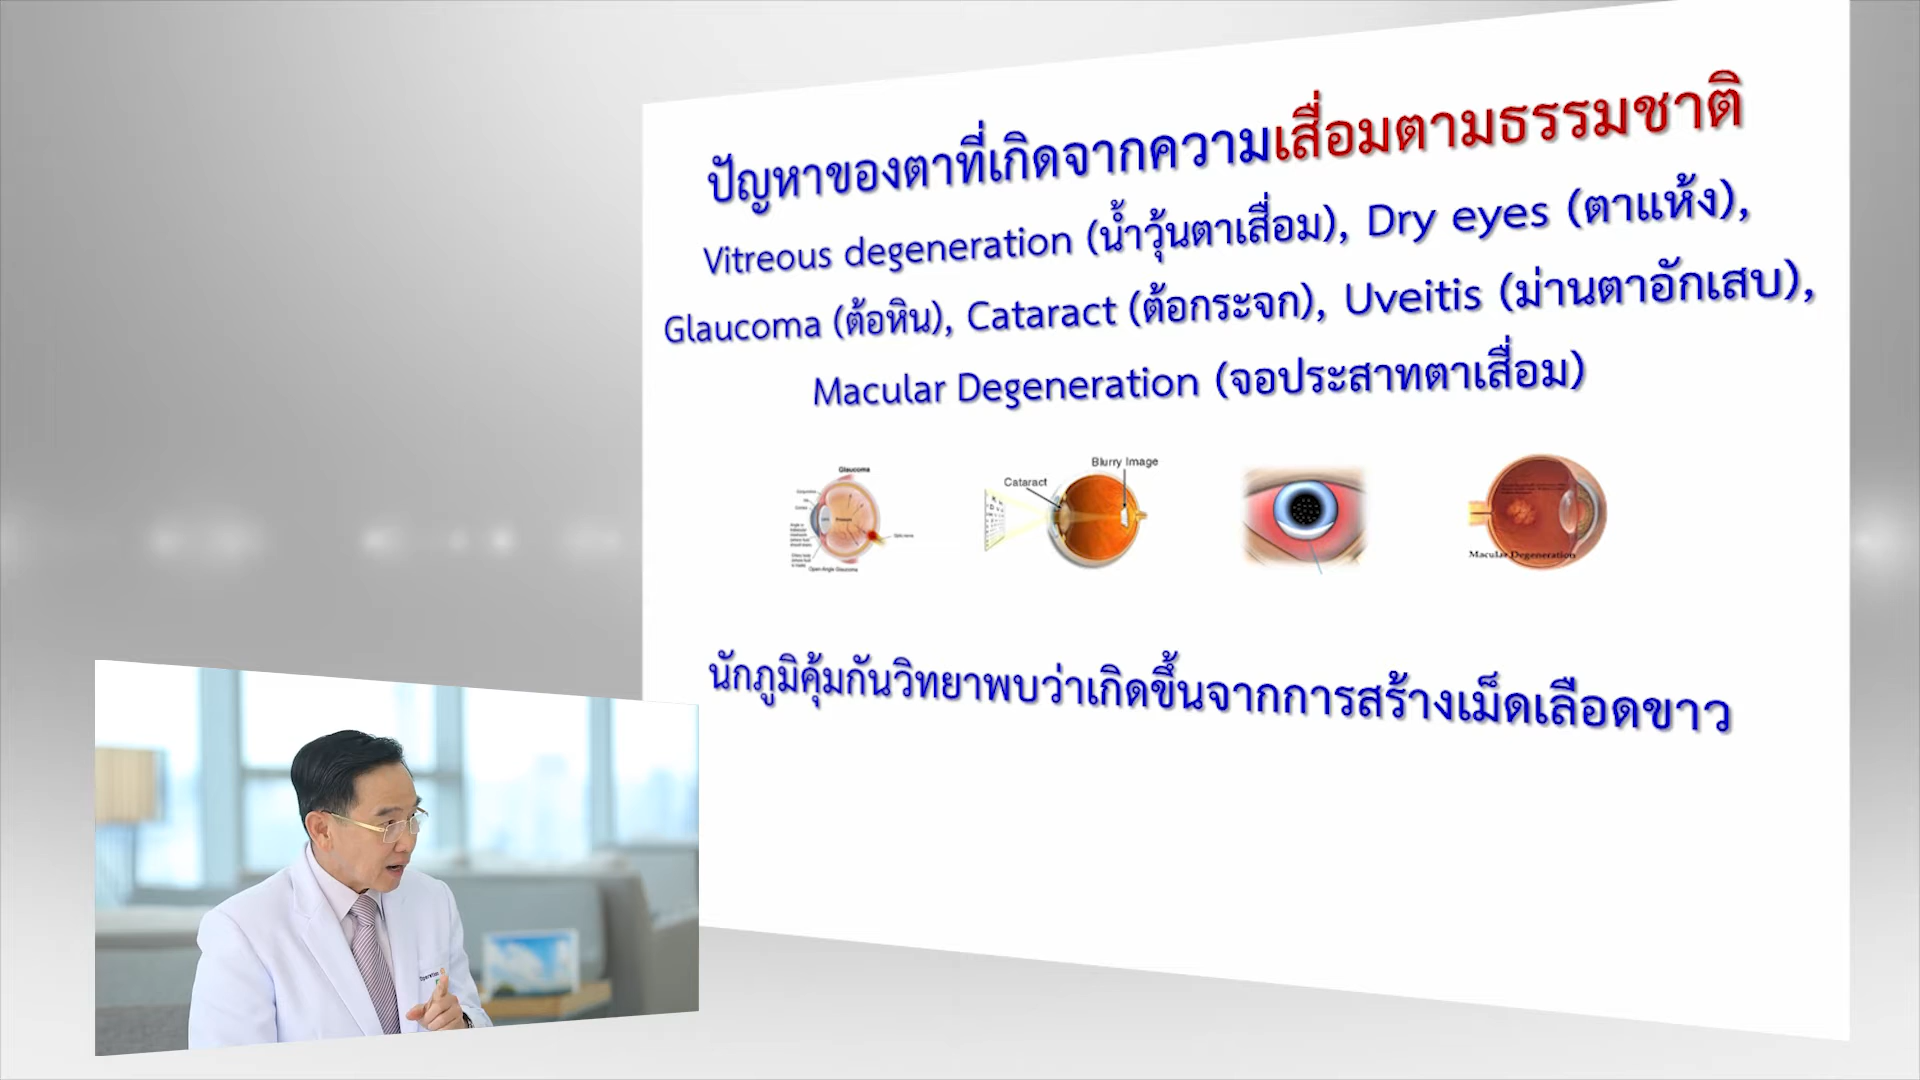 ปัญหาของตาที่เกิดจากความเสื่อมตามธรรมชาติ
Vitreous degeneration (น้ำวุ้นตาเสื่อม), Dry eyes (ตาแห้ง),
Glaucoma (ต้อหิน), Cataract (ต้อกระจก), Uveitis (ม่านตาอักเสบ),
Macular Degeneration (จอประสาทตาเสื่อม)
Glaucoma
Pressure
Optic nerve
Open-Angle Glaucoma
Cataract
Blurry Image
Macular Degeneration
นักภูมิคุ้มกันวิทยาพบว่าเกิดขึ้นจากการสร้างเม็ดเลือดขาว